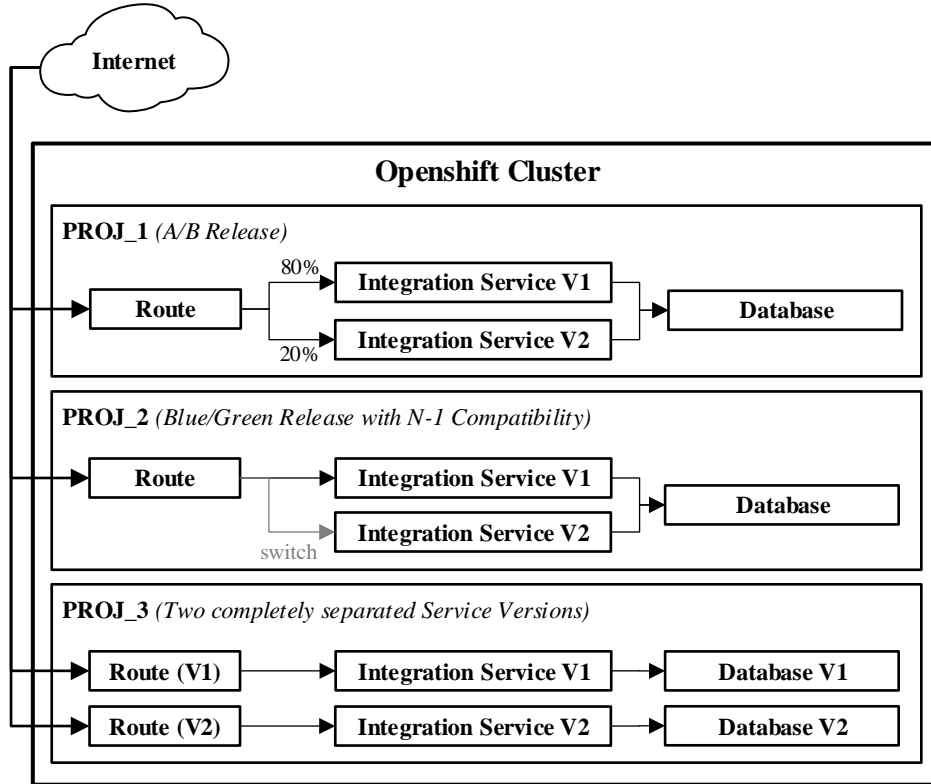 Internet
Openshift Cluster
PROJ_1 (A/B Release)
80%
Integration Service V1
Route
Database
Integration Service V2
20%
PROJ_2 (Blue/Green Release with N-1 Compatibility)
Route
Integration Service V1
Database
Integration Service V2
switch
PROJ_3 (Two completely separated Service Versions)
Route (V1)
Integration Service V1
Database V1
Route (V2)
Integration Service V2
Database V2